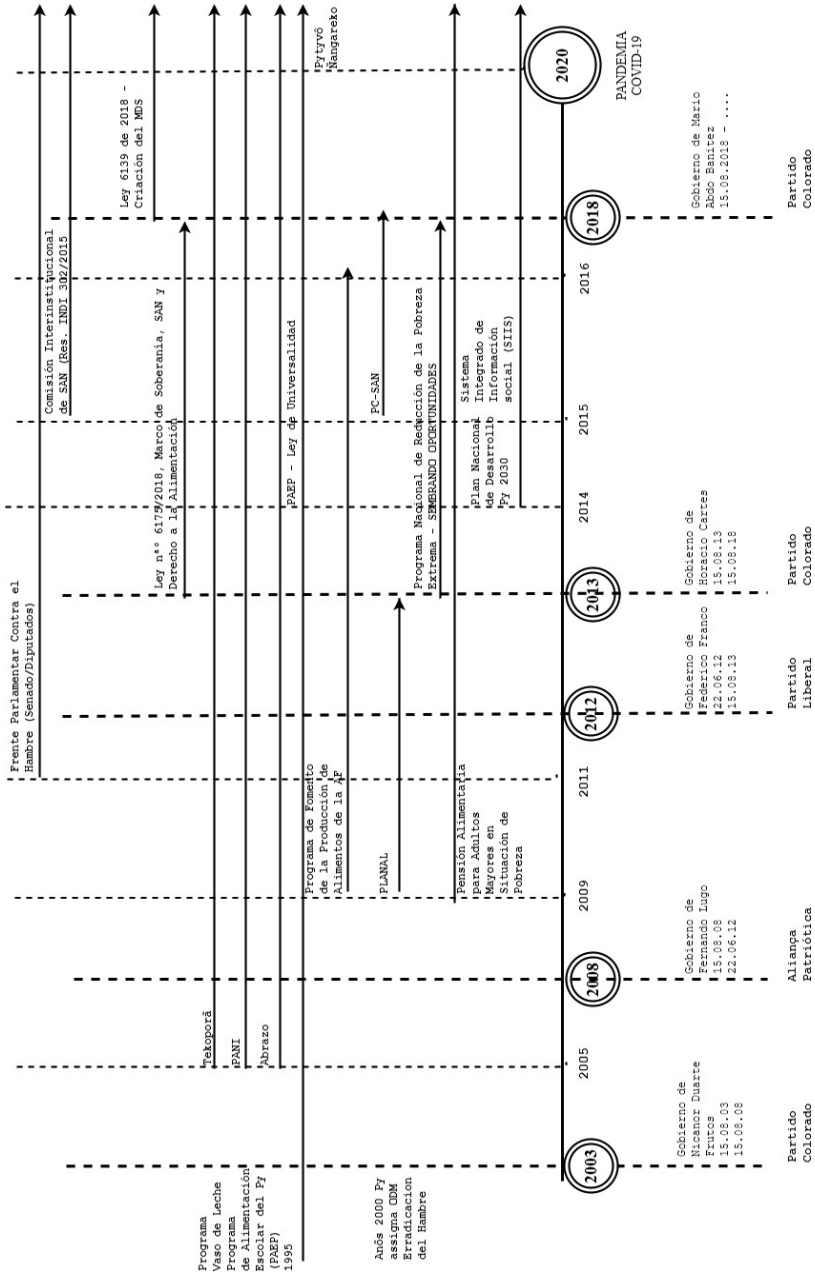 Frente Parlamentar Contra el
Hambre (Senado/Diputados)
Comisión Interinstitucional
de SAN (Res. INDI 302/2015
Ley 6139 de 2018 -
Criación del MDS
Ley nº° 6175/2018, Marco de Soberania, SAN y
Derecho a la Alimentación
Programa
Vaso de Leche
Programa
de Alimentación
Escolar del Py
(PAEP)
1995
Tekoporá
PANI
Abrazo
PAEP - Ley de Universalidad
Pytyvõ
Ñangareko
Programa de Fomento
de la Producción de
Alimentos de la AF
PC-SAN
Anõs 2000 Py
assigna ODM
Erradicacion
del Hambre
PLANAL
Programa Nacional de Reducción de la Pobreza
Extrema - SEMBRANDO OPORTUNIDADES
Pensión Alimentaria
para Adultos
Mayores en
Situación de
Pobreza
Plan Nacional
de Desarrollo
Py 2030
Sistema
Integrado de
Información
social (SIIS)
2003
2005
2008
2009
2011
2012
2013
2014
2015
2016
2018
2020
PANDEMIA
COVID-19
Gobierno de
Nicanor Duarte
Frutos
15.08.03
15.08.08
Gobierno de
Fernando Lugo
15.08.08
22.06.12
Gobierno de
Federico Franco
22.06.12
15.08.13
Gobierno de
Horacio Cartes
15.08.13
15.08.18
Gobierno de Mario
Abdo Banitez
15.08.2018 - ....
Partido
Colorado
Aliança
Patriótica
Partido
Liberal
Partido
Colorado
Partido
Colorado